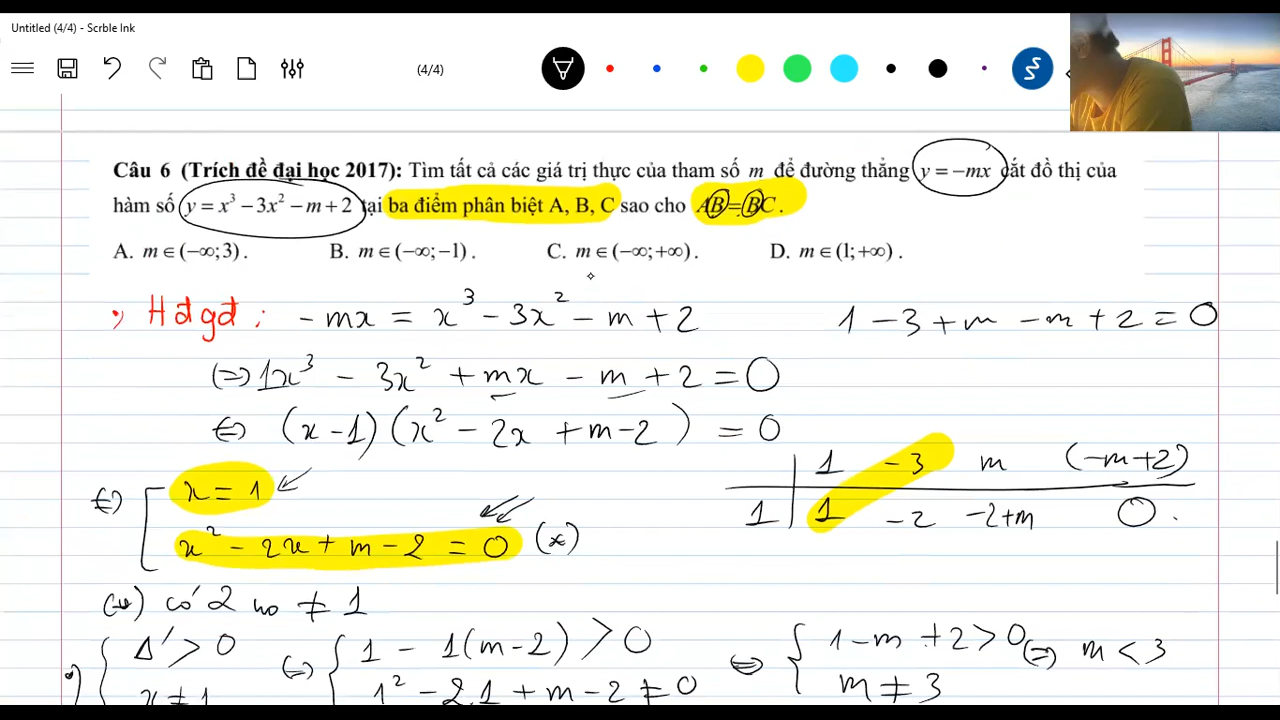 Untitled (4/4) - Scrble Ink
(4/4)
Câu 6 (Trích đề đại học 2017): Tìm tất cả các giá trị thực của tham số m để đường thẳng y = −mx cắt đồ thị của
hàm số y = x³ − 3x² − m + 2 tại ba điểm phân biệt A, B, C sao cho AB = BC.
A. m ∈ (−∞; 3). B. m ∈ (−∞; −1). C. m ∈ (−∞; +∞). D. m ∈ (1; +∞).
Hđgđ: −mx = x³ − 3x² − m + 2
1 − 3 + m − m + 2 = 0
(=) 1x³ − 3x² + mx − m + 2 = 0
⇔ (x − 1)(x² − 2x + m − 2) = 0
1 −3 m (−m+2)
⇔ [ x = 1
1 | 1 −2 −2+m 0.
x² − 2x + m − 2 = 0 (*)
(*) có 2 no ≠ 1
Δ' > 0 ⇔ { 1 − 1(m − 2) > 0 ⇔ { 1 − m + 2 > 0 (=) m < 3
x ≠ 1 1² − 2.1 + m − 2 ≠ 0 m ≠ 3